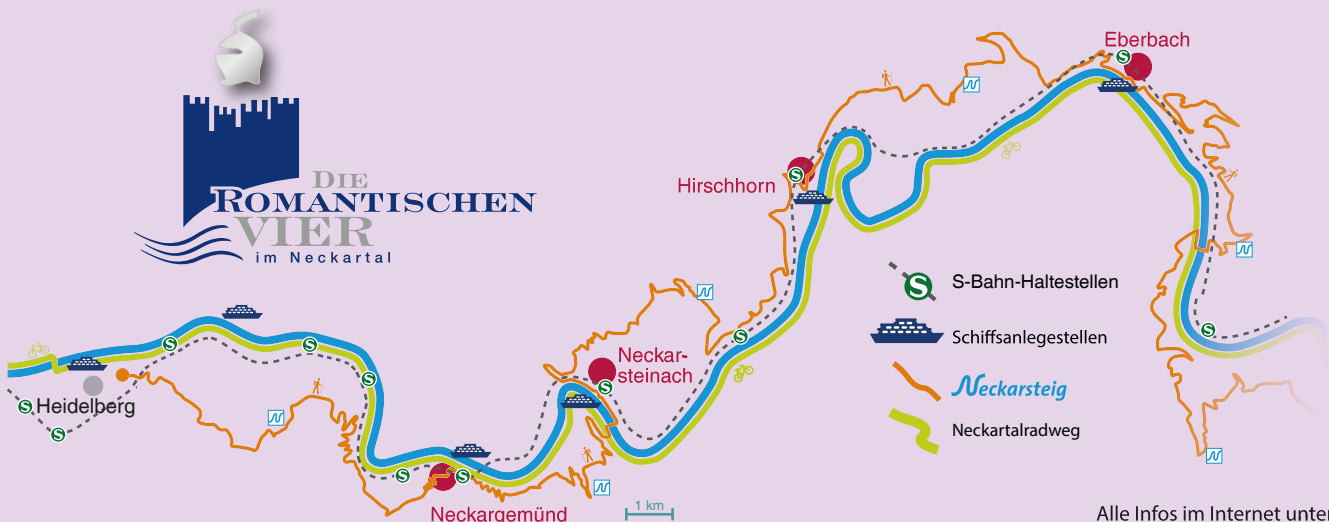 Eberbach
DIE
ROMANTISCHEN
VIER
im Neckartal
Hirschhorn
S
S-Bahn-Haltestellen
Schiffsanlegestellen
Neckarsteig
Neckartalradweg
Neckar-
steinach
Heidelberg
Neckargemünd
1 km
Alle Infos im Internet unter